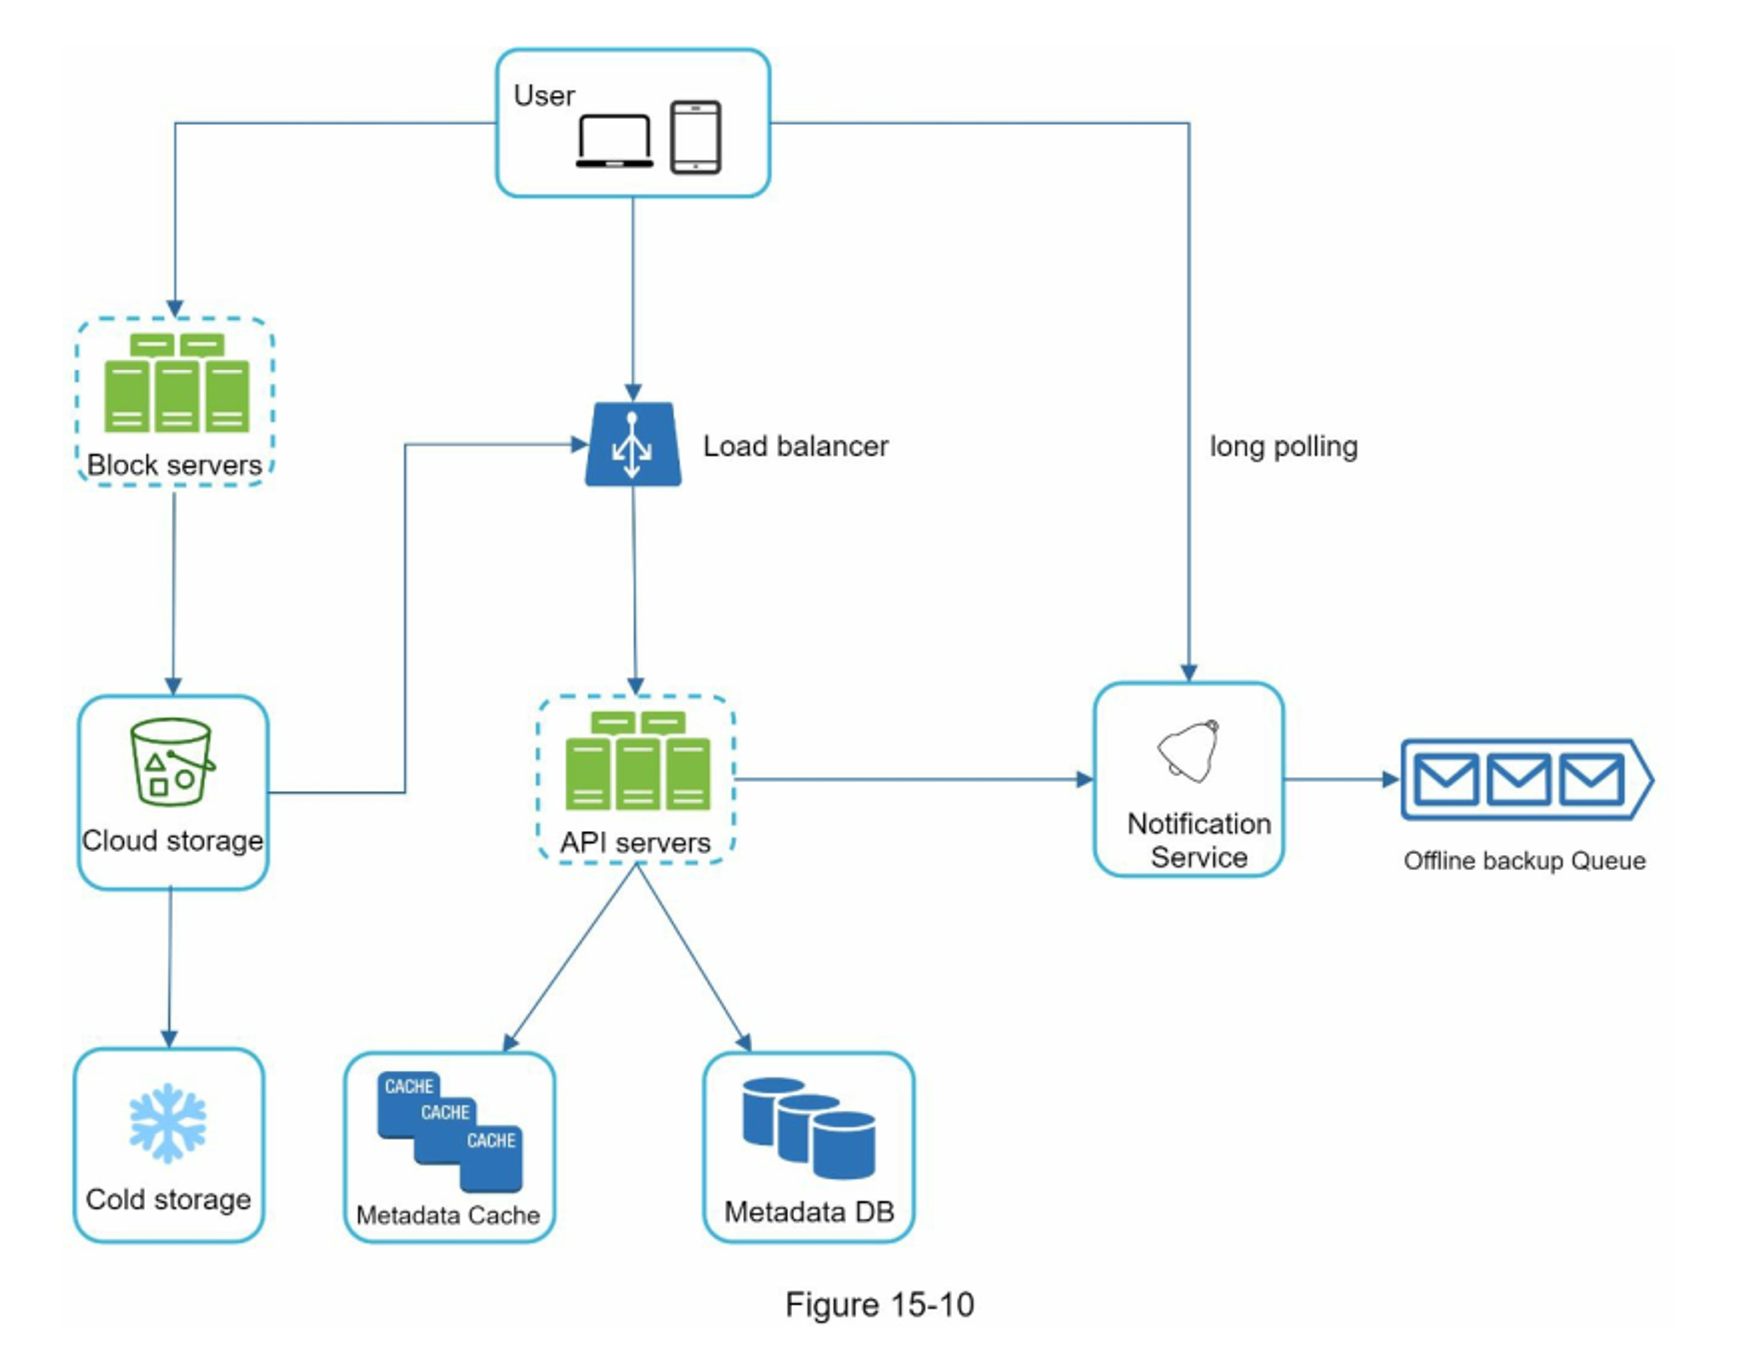 User
Block servers
Load balancer
long polling
Cloud storage
API servers
Notification
Service
Offline backup Queue
CACHE
CACHE
CACHE
Cold storage
Metadata Cache
Metadata DB
Figure 15-10